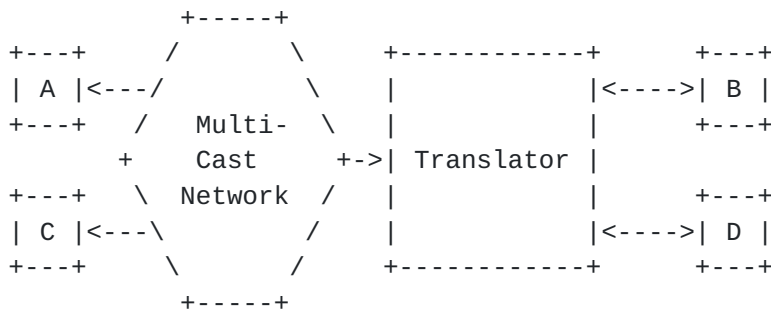 +-----+
+---+     /       \      +------------+      +---+
| A |<---/         \     |            |<---->| B |
+---+   /   Multi-  \    |            |      +---+
       +    Cast     +->| Translator |
+---+   \  Network  /    |            |      +---+
| C |<---\         /     |            |<---->| D |
+---+     \       /      +------------+      +---+
           +-----+